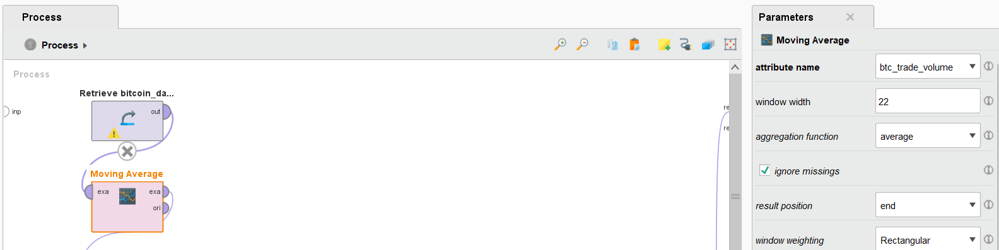 Process
Process
Process
Retrieve bitcoin_da...
inp
out
Moving Average
exa
exa
ori
re
re
Parameters
Moving Average
attribute name
btc_trade_volume
window width
22
aggregation function
average
ignore missings
result position
end
window weighting
Rectangular